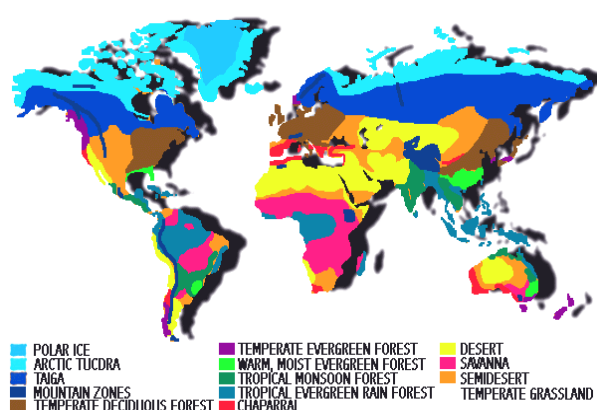 POLAR ICE
ARCTIC TUCDRA
TAIGA
MOUNTAIN ZONES
TEMPERATE DECIDUOUS FOREST
TEMPERATE EVERGREEN FOREST
WARM, MOIST EVERGREEN FOREST
TROPICAL MONSOON FOREST
TROPICAL EVERGREEN RAIN FOREST
CHAPARRAL
DESERT
SAVANNA
SEMIDESERT
TEMPERATE GRASSLAND